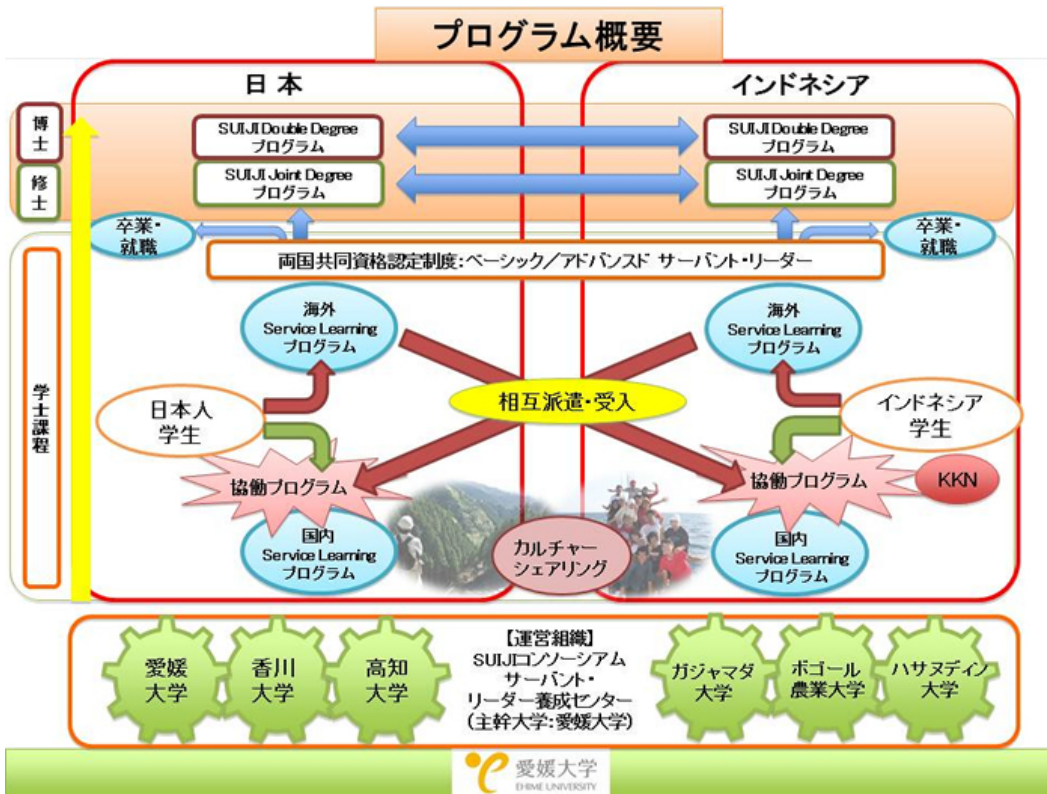 プログラム概要
日本
インドネシア
博士
修士
SUIJI Double Degree
プログラム
SUIJI Double Degree
プログラム
SUIJI Joint Degree
プログラム
SUIJI Joint Degree
プログラム
卒業・
就職
卒業・
就職
両国共同資格認定制度:ベーシック/アドバンスド サーバント・リーダー
学士課程
海外
Service Learning
プログラム
海外
Service Learning
プログラム
日本人
学生
相互派遣・受入
インドネシア
学生
協働プログラム
協働プログラム
KKN
国内
Service Learning
プログラム
カルチャー
シェアリング
国内
Service Learning
プログラム
愛媛
大学
香川
大学
高知
大学
【運営組織】
SUIJIコンソーシアム
サーバント・
リーダー養成センター
(主幹大学:愛媛大学)
ガジャマダ
大学
ボゴール
農業大学
ハサヌディン
大学
愛媛大学
EHIME UNIVERSITY